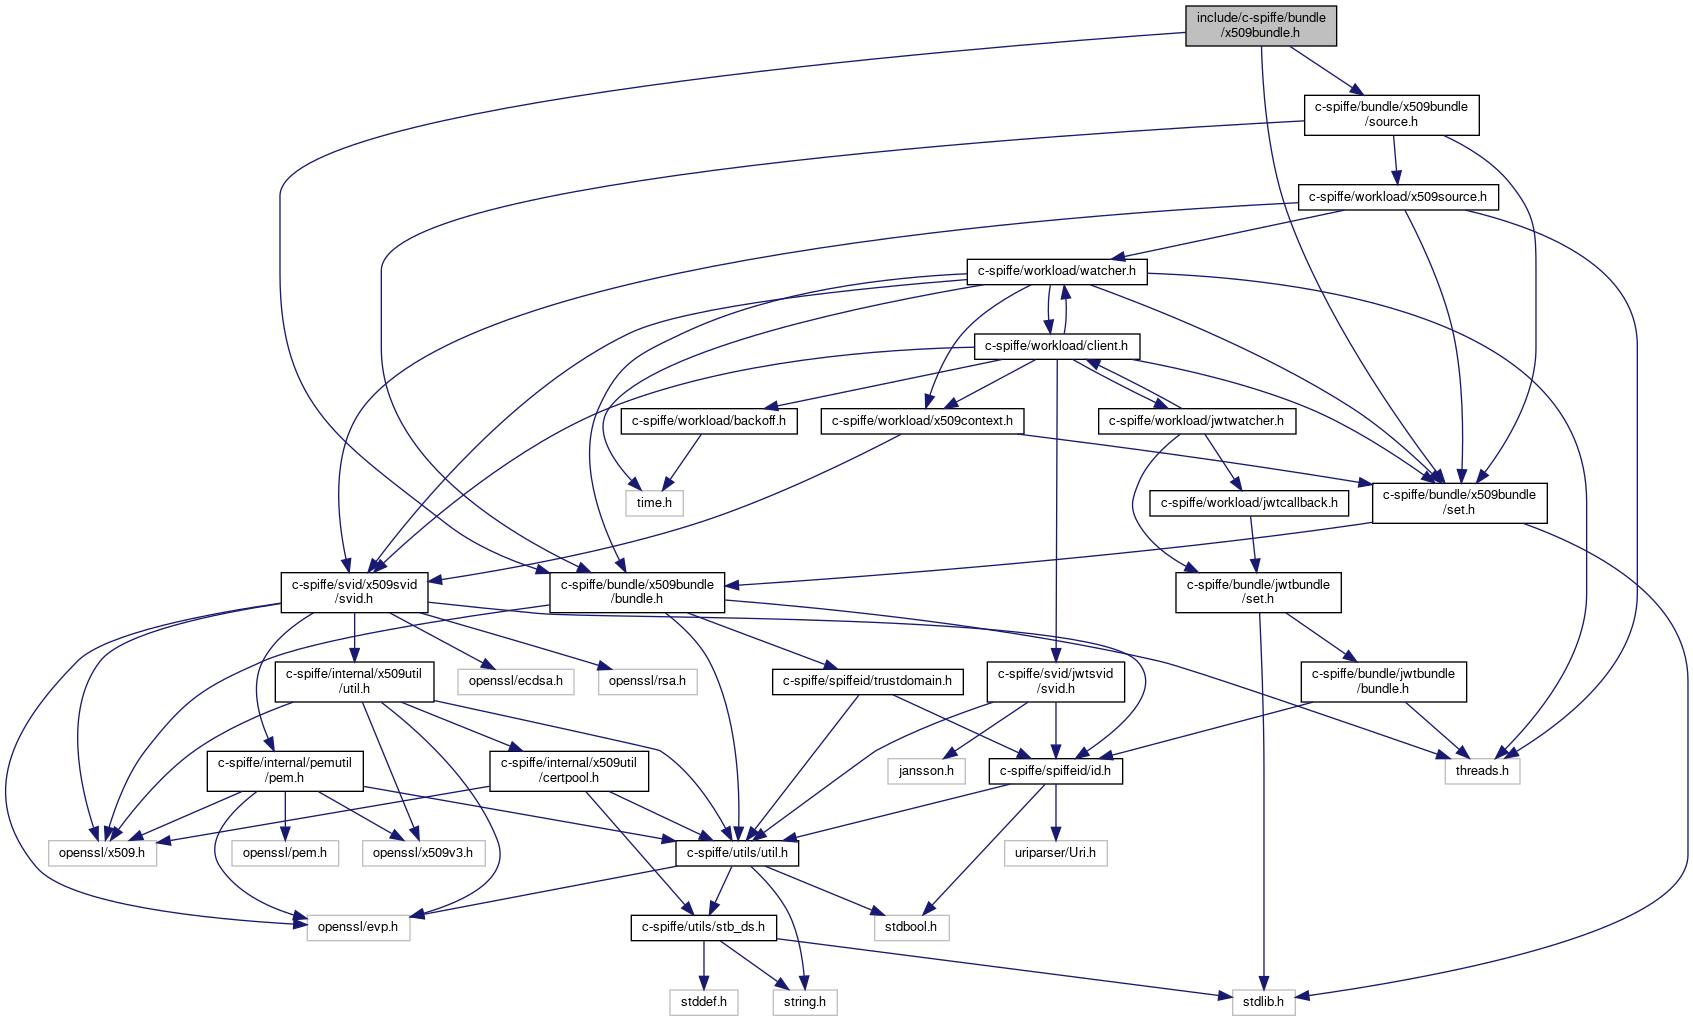 include/c-spiffe/bundle
/x509bundle.h
c-spiffe/bundle/x509bundle
/source.h
c-spiffe/workload/x509source.h
c-spiffe/workload/watcher.h
c-spiffe/workload/client.h
c-spiffe/workload/backoff.h
c-spiffe/workload/x509context.h
c-spiffe/workload/jwtwatcher.h
time.h
c-spiffe/workload/jwtcallback.h
c-spiffe/bundle/x509bundle
/set.h
c-spiffe/svid/x509svid
/svid.h
c-spiffe/bundle/x509bundle
/bundle.h
c-spiffe/bundle/jwtbundle
/set.h
c-spiffe/internal/x509util
/util.h
openssl/ecdsa.h
openssl/rsa.h
c-spiffe/spiffeid/trustdomain.h
c-spiffe/svid/jwtsvid
/svid.h
c-spiffe/bundle/jwtbundle
/bundle.h
c-spiffe/internal/pemutil
/pem.h
c-spiffe/internal/x509util
/certpool.h
jansson.h
c-spiffe/spiffeid/id.h
threads.h
openssl/x509.h
openssl/pem.h
openssl/x509v3.h
c-spiffe/utils/util.h
uriparser/Uri.h
openssl/evp.h
c-spiffe/utils/stb_ds.h
stdbool.h
stddef.h
string.h
stdlib.h